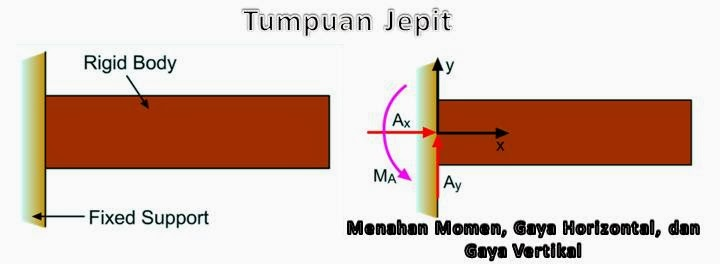 Tumpuan Jepit
Rigid Body
Fixed Support
y
Ax
x
MA
Ay
Menahan Momen, Gaya Horizontal, dan
Gaya Vertikal